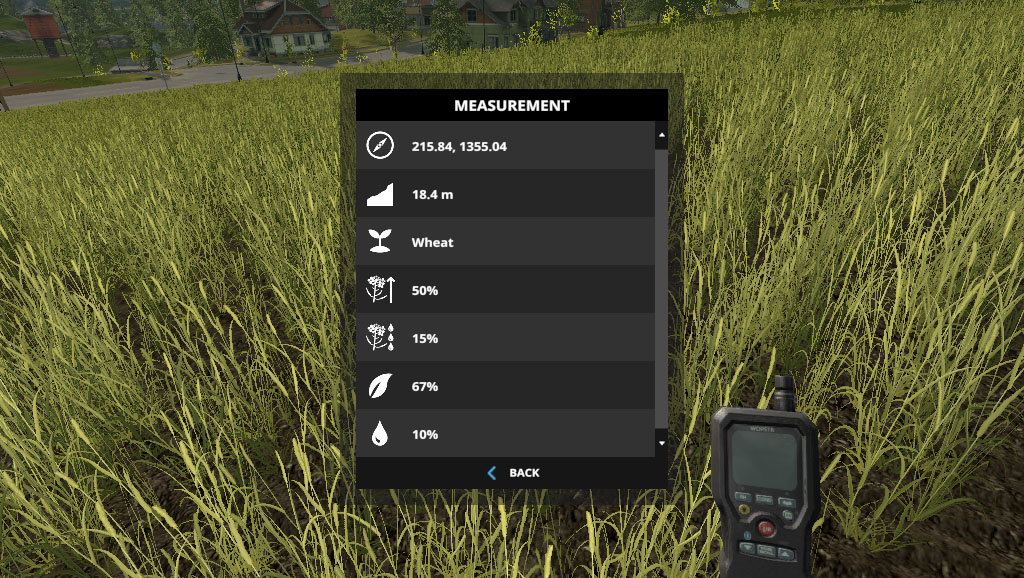 MEASUREMENT
215.84, 1355.04
18.4 m
Wheat
50%
15%
67%
10%
BACK